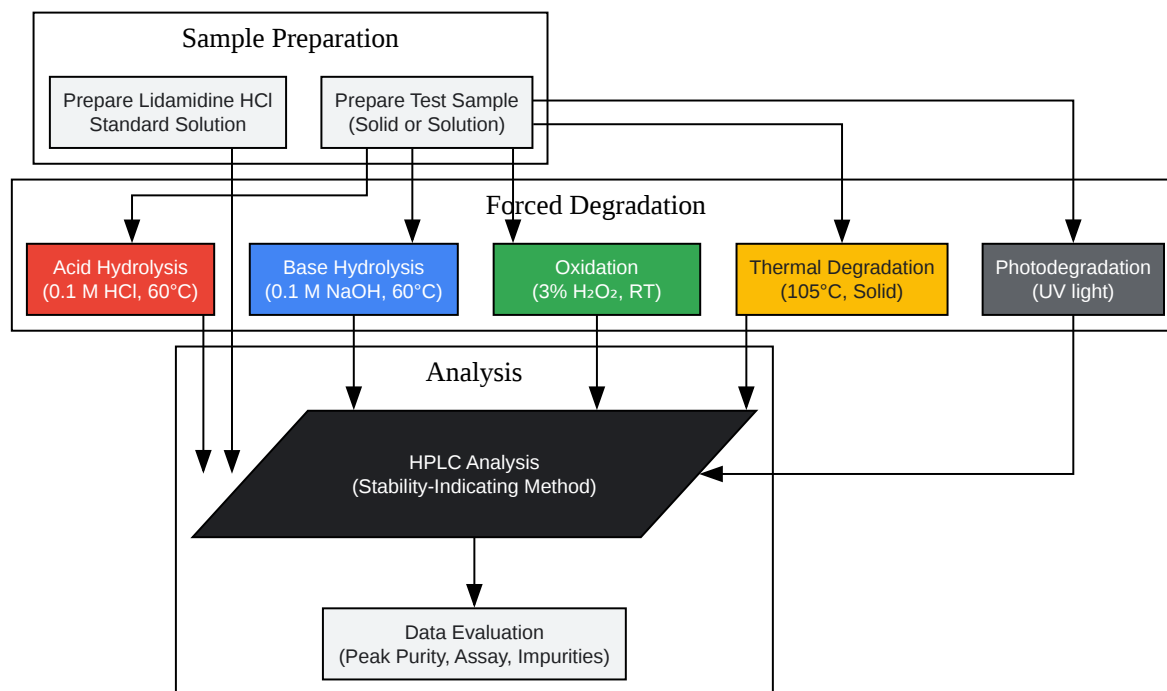 Sample Preparation
Prepare Lidamidine HCl
Standard Solution
Prepare Test Sample
(Solid or Solution)
Forced Degradation
Acid Hydrolysis
(0.1 M HCl, 60°C)
Base Hydrolysis
(0.1 M NaOH, 60°C)
Oxidation
(3% H₂O₂, RT)
Thermal Degradation
(105°C, Solid)
Photodegradation
(UV light)
Analysis
HPLC Analysis
(Stability-Indicating Method)
Data Evaluation
(Peak Purity, Assay, Impurities)